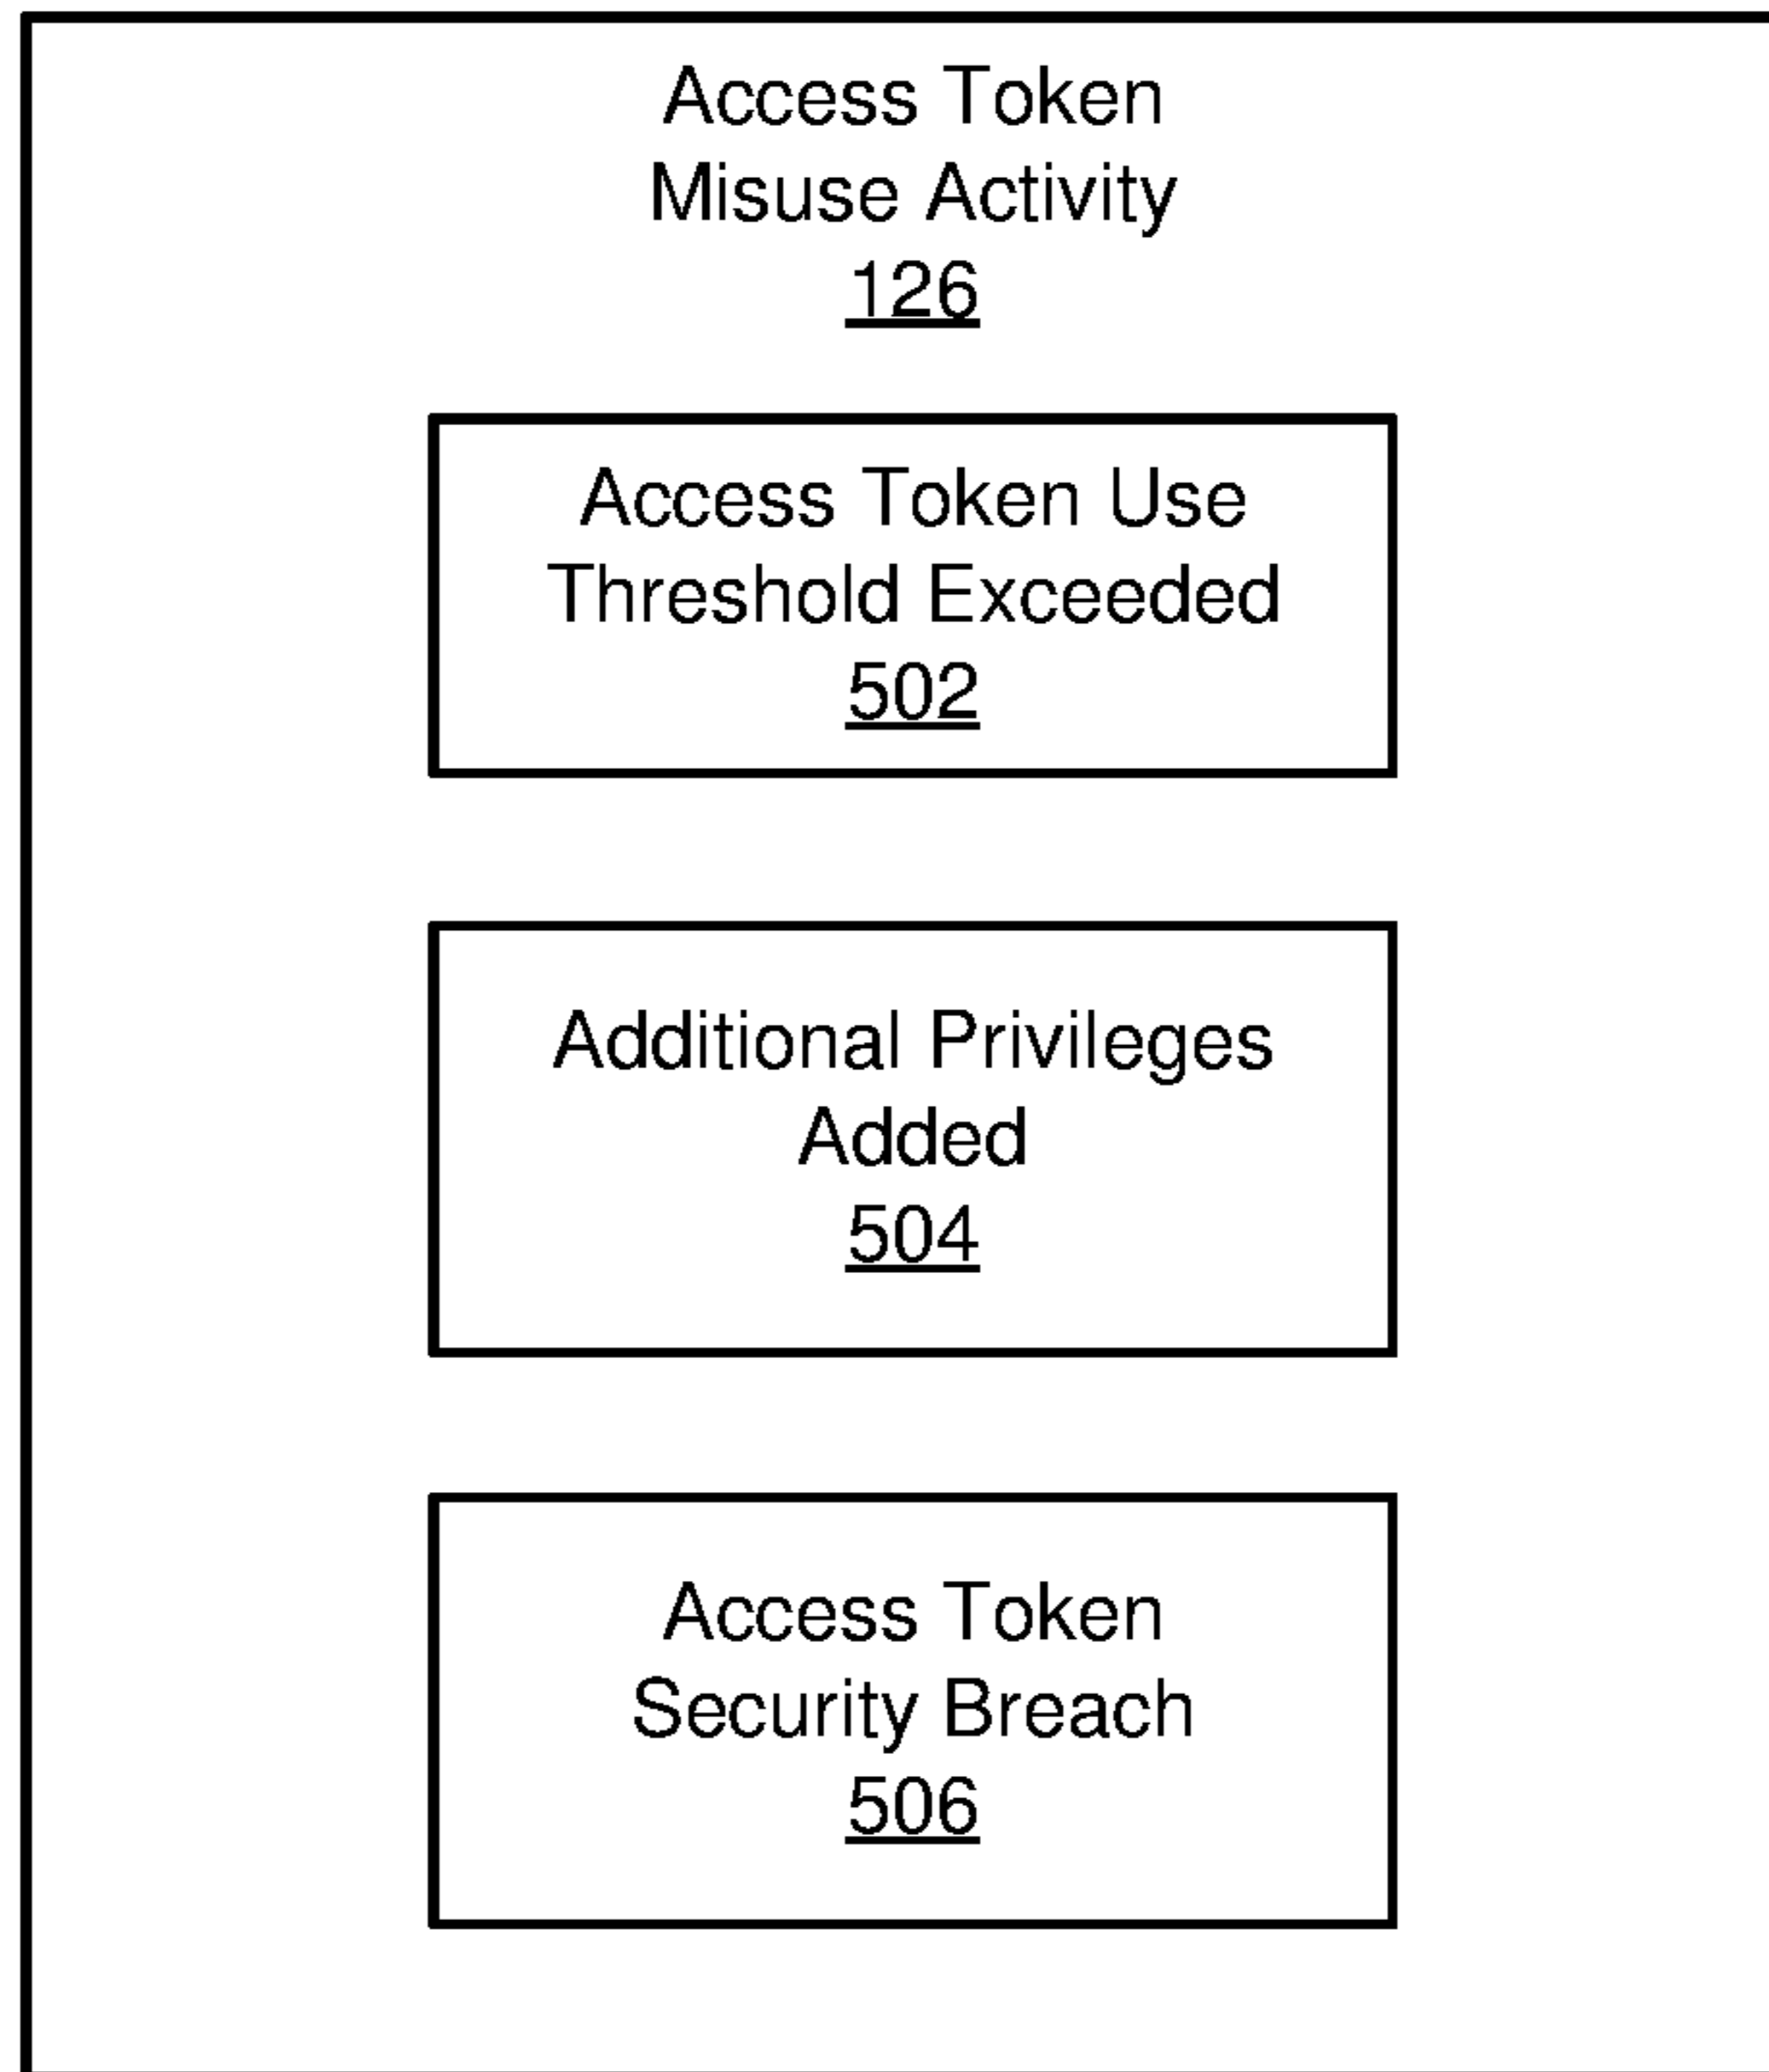 Access Token
Misuse Activity
126
Access Token Use
Threshold Exceeded
502
Additional Privileges
Added
504
Access Token
Security Breach
506